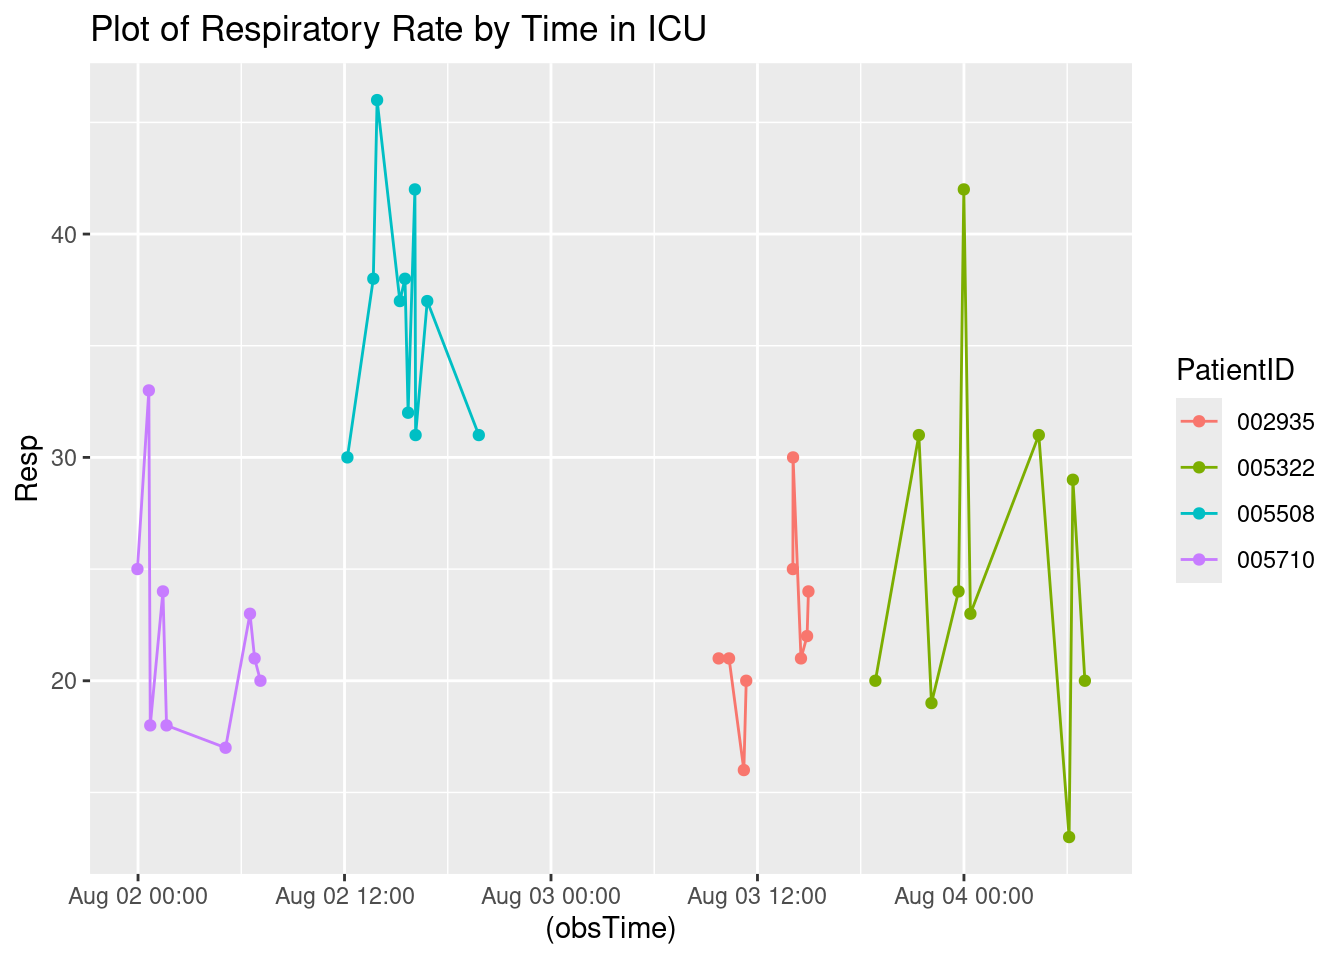 Plot of Respiratory Rate by Time in ICU
Resp
40
30
20
Aug 02 00:00
Aug 02 12:00
Aug 03 00:00
Aug 03 12:00
Aug 04 00:00
(obsTime)
PatientID
002935
005322
005508
005710